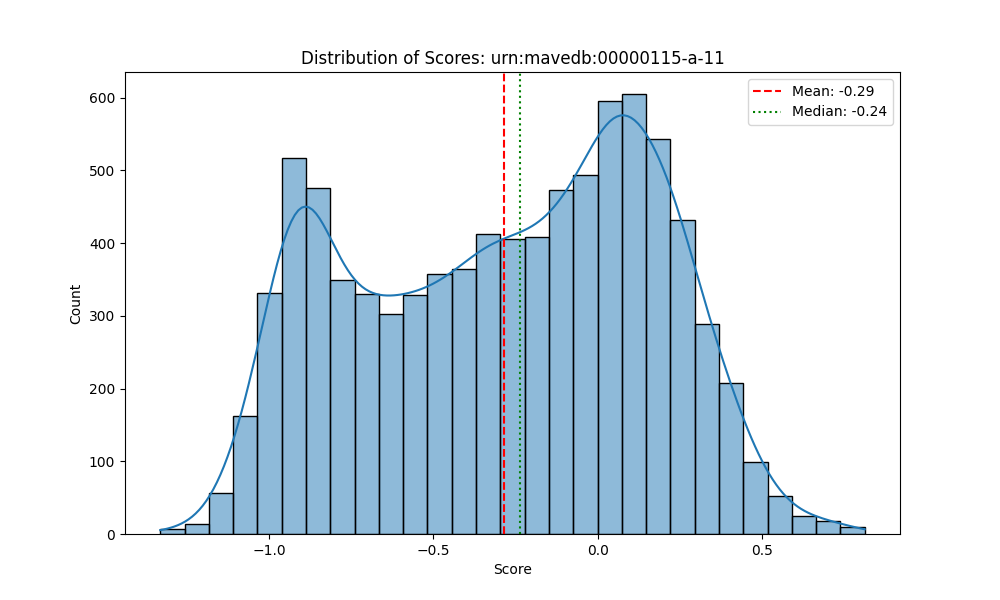 Distribution of Scores: urn:mavedb:00000115-a-11
Mean: -0.29
Median: -0.24
600
500
400
300
200
100
0
Count
−1.0
−0.5
0.0
0.5
Score